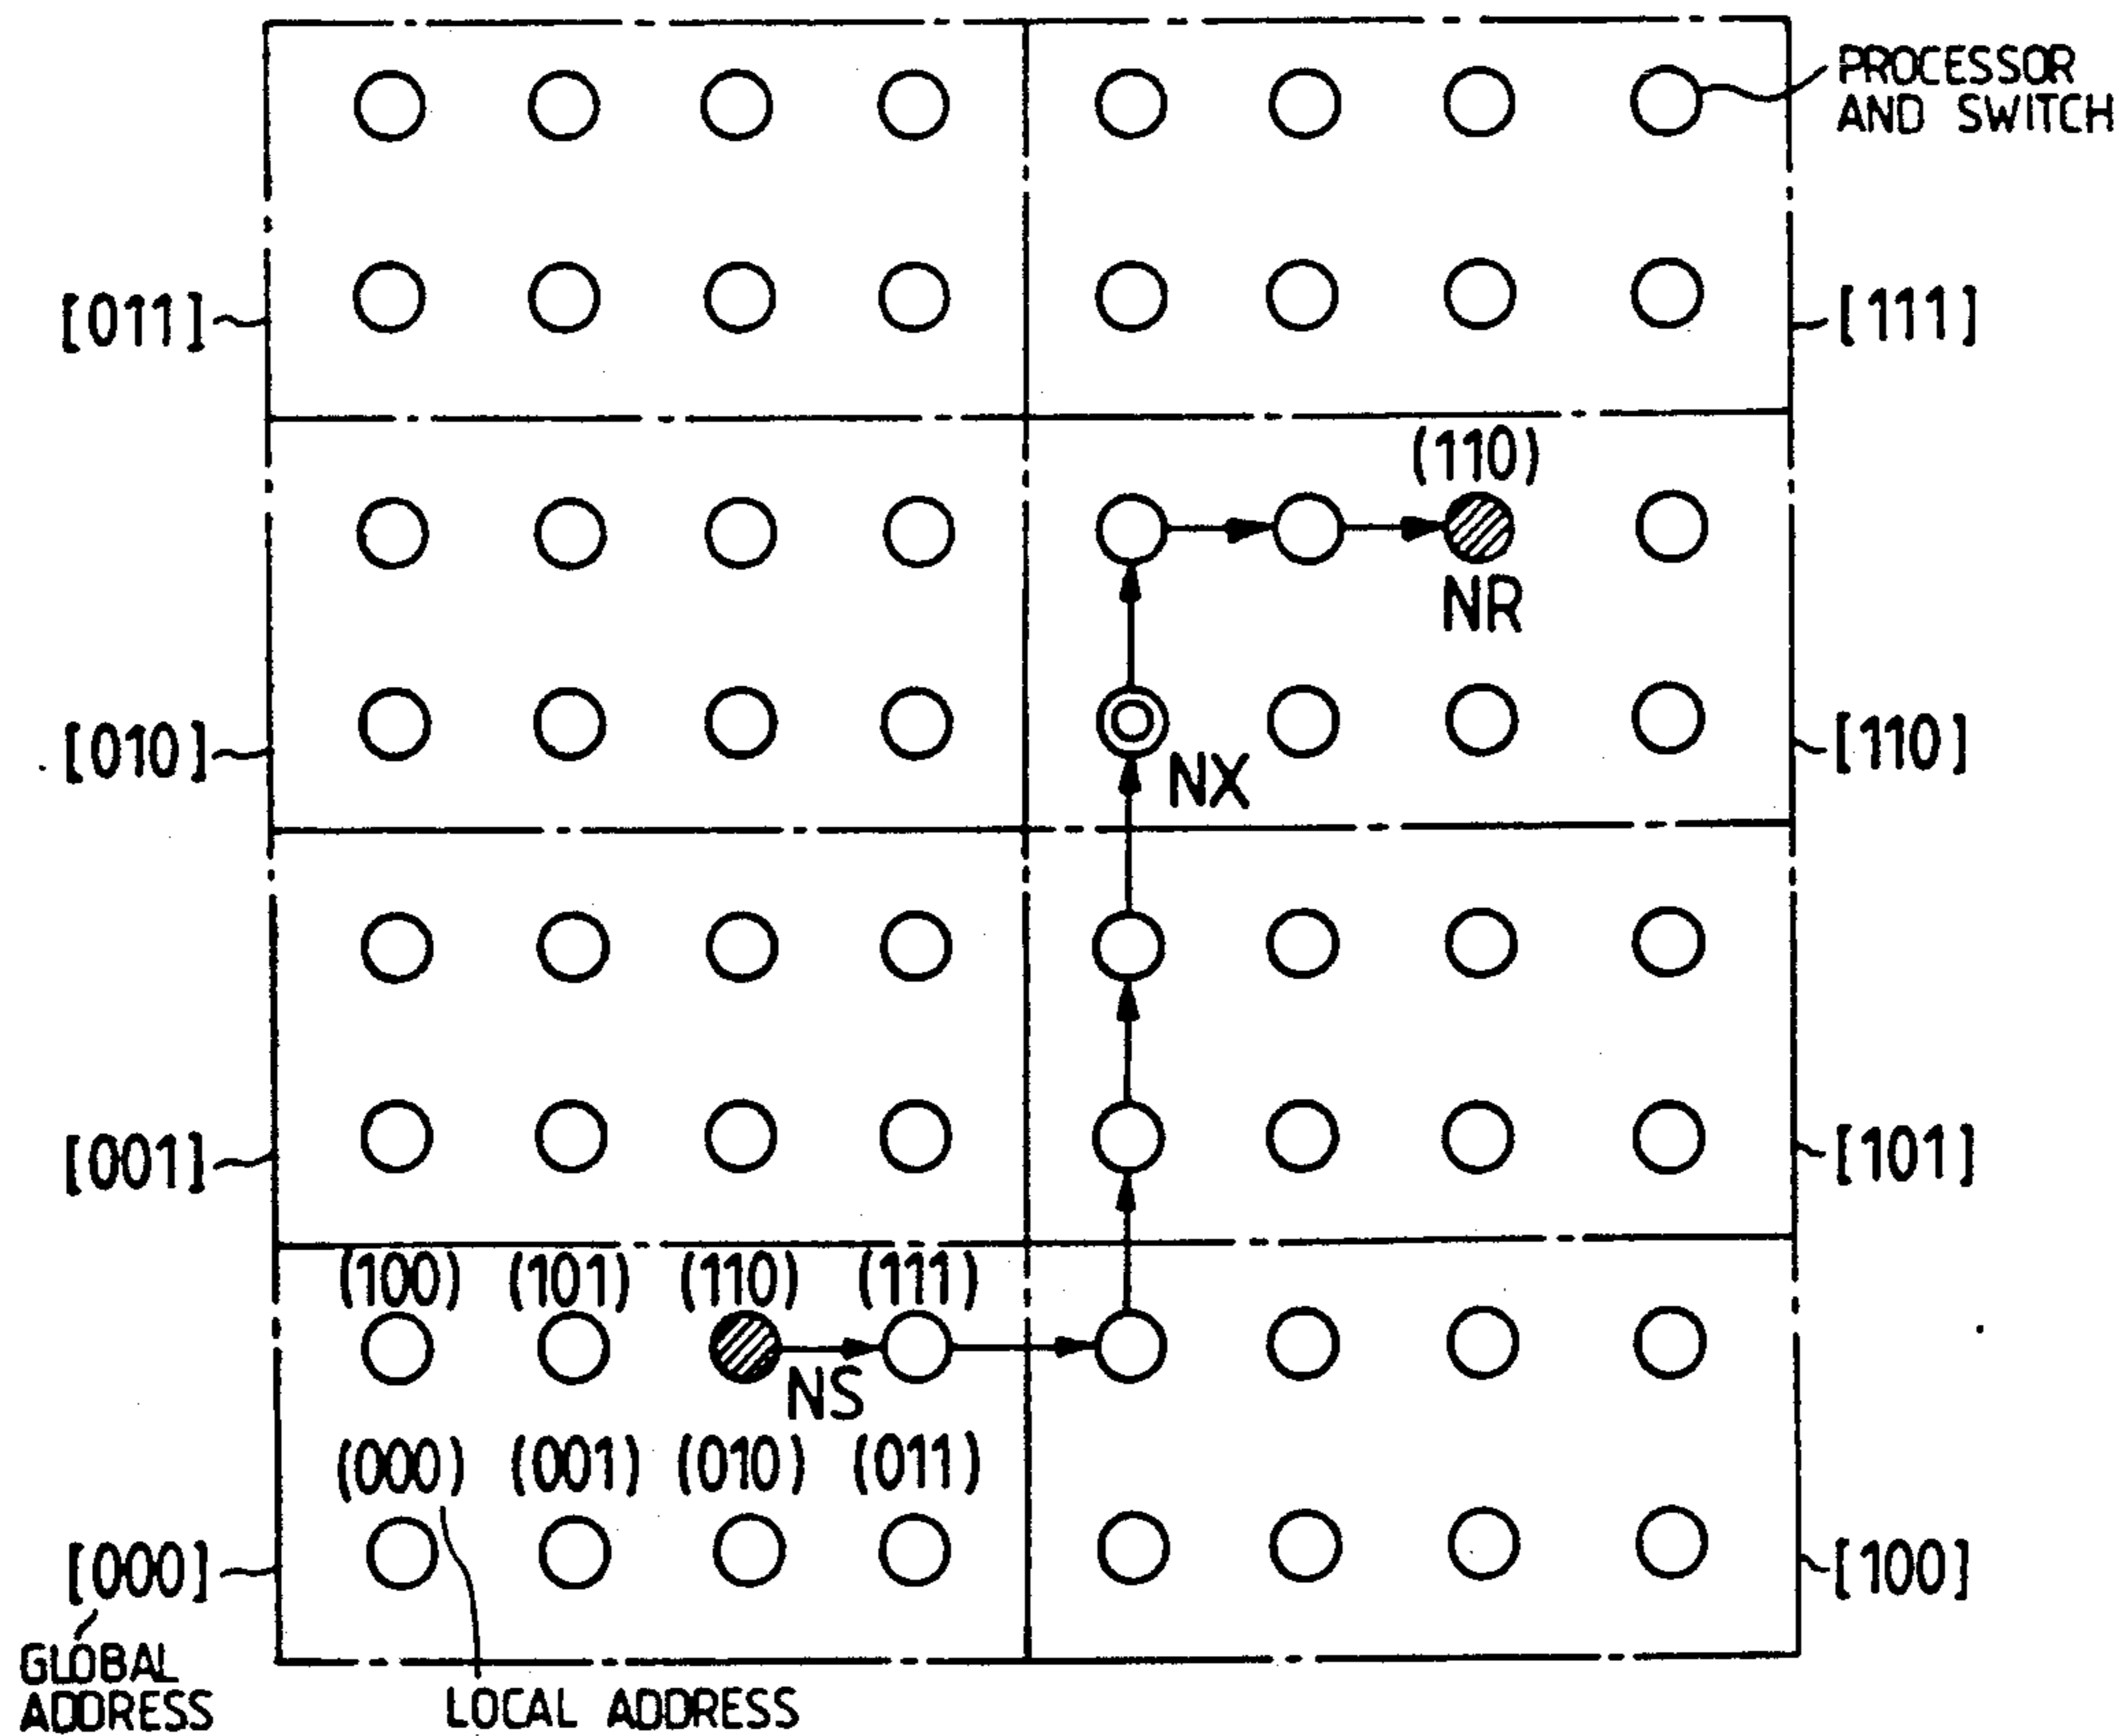 PROCESSOR
AND SWITCH
[011]
[111]
(110)
NR
[010]
NX
[110]
[001]
[101]
(100) (101) (110) (111)
NS
(000) (001) (010) (011)
[000]
[100]
GLOBAL
ADDRESS
LOCAL ADDRESS